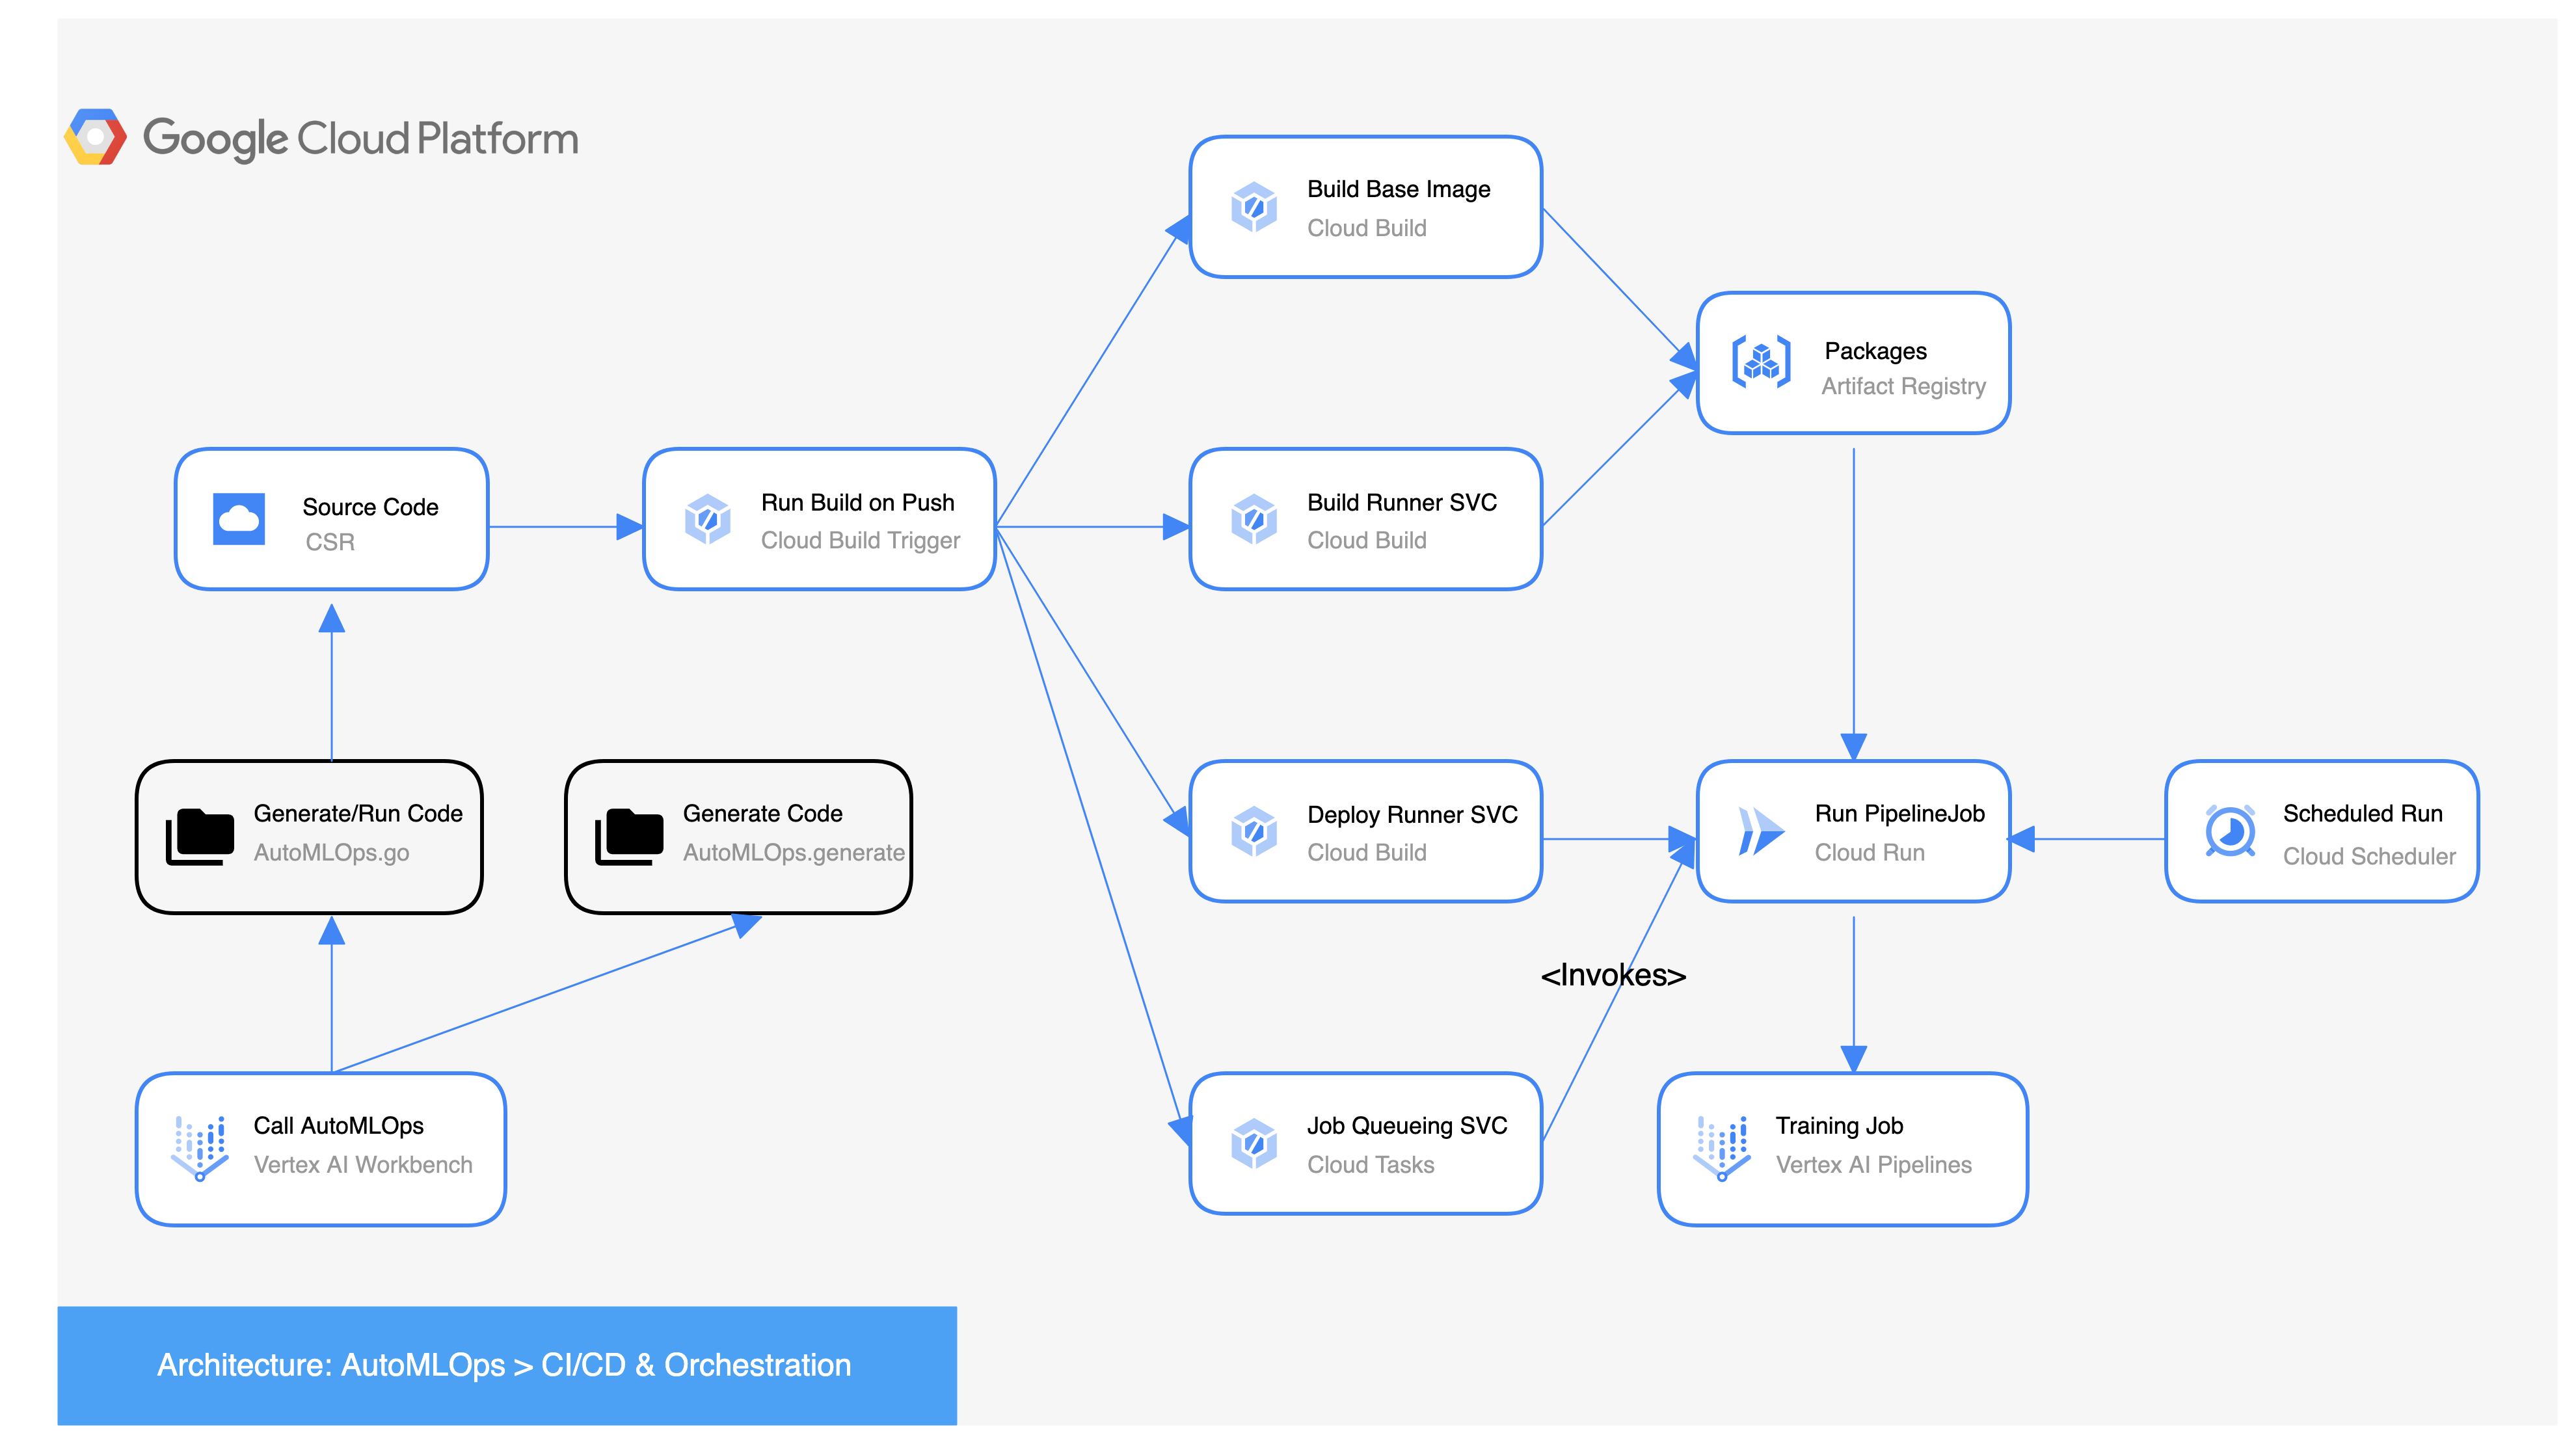 Google Cloud Platform
Build Base Image
Cloud Build
Packages
Artifact Registry
Source Code
CSR
Run Build on Push
Cloud Build Trigger
Build Runner SVC
Cloud Build
Generate/Run Code
AutoMLOps.go
Generate Code
AutoMLOps.generate
Deploy Runner SVC
Cloud Build
Run PipelineJob
Cloud Run
Scheduled Run
Cloud Scheduler
<Invokes>
Call AutoMLOps
Vertex AI Workbench
Job Queueing SVC
Cloud Tasks
Training Job
Vertex AI Pipelines
Architecture: AutoMLOps > CI/CD & Orchestration